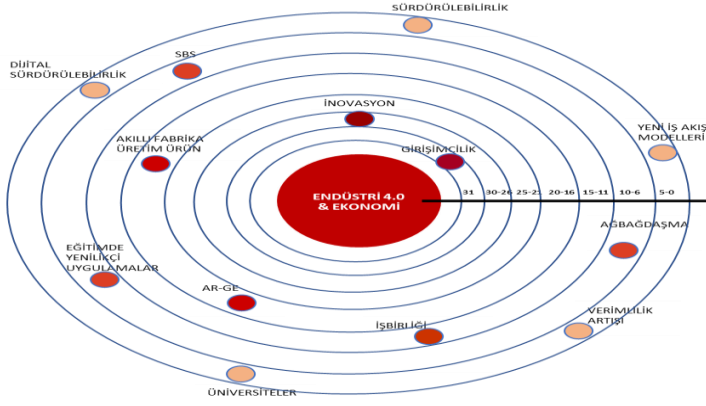 SÜRDÜRÜLEBİLİRLİK
SBS
DİJİTAL
SÜRDÜRÜLEBİLİRLİK
İNOVASYON
AKILLI FABRİKA
ÜRETİM ÜRÜN
GİRİŞİMCİLİK
YENİ İŞ AKIŞ
MODELLERİ
ENDÜSTRİ 4.0
& EKONOMİ
31 30-26 25-21 20-16 15-11 10-6 5-0
AĞBAĞDAŞMA
EĞİTİMDE
YENİLİKÇİ
UYGULAMALAR
AR-GE
İŞBİRLİĞİ
VERİMLİLİK
ARTIŞI
ÜNİVERSİTELER